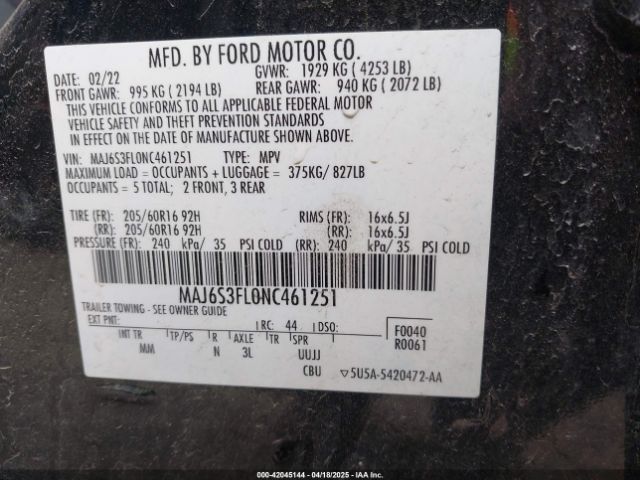 MFD. BY FORD MOTOR CO.
DATE: 02/22 GVWR: 1929 KG ( 4253 LB)
FRONT GAWR: 995 KG ( 2194 LB) REAR GAWR: 940 KG ( 2072 LB)
THIS VEHICLE CONFORMS TO ALL APPLICABLE FEDERAL MOTOR
VEHICLE SAFETY AND THEFT PREVENTION STANDARDS
IN EFFECT ON THE DATE OF MANUFACTURE SHOWN ABOVE.
VIN: MAJ6S3FL0NC461251 TYPE: MPV
MAXIMUM LOAD = OCCUPANTS + LUGGAGE = 375KG/ 827LB
OCCUPANTS = 5 TOTAL; 2 FRONT, 3 REAR
TIRE (FR): 205/60R16 92H RIMS (FR): 16x6.5J
(RR): 205/60R16 92H (RR): 16x6.5J
PRESSURE (FR): 240 kPa/ 35 PSI COLD (RR): 240 kPa/ 35 PSI COLD
MAJ6S3FL0NC461251
TRAILER TOWING - SEE OWNER GUIDE
EXT PNT: RC: 44 DSO: F0040
R0061
INT TR TP/PS R AXLE TR SPR
MM N 3L UUJJ
CBU ▽5U5A-5420472-AA
000-42045144 - 04/18/2025 - IAAI.com